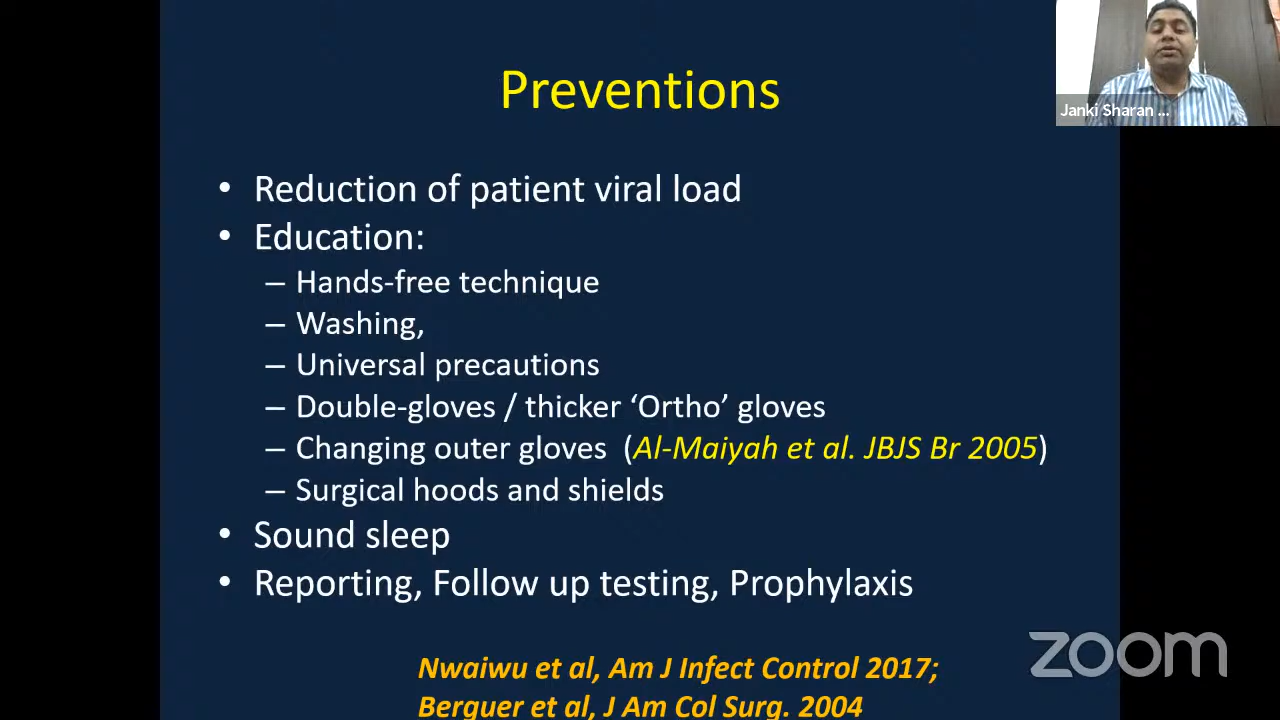 Preventions
Janki Sharan ...
• Reduction of patient viral load
• Education:
– Hands-free technique
– Washing,
– Universal precautions
– Double-gloves / thicker ‘Ortho’ gloves
– Changing outer gloves (Al-Maiyah et al. JBJS Br 2005)
– Surgical hoods and shields
• Sound sleep
• Reporting, Follow up testing, Prophylaxis
zoom
Nwaiwu et al, Am J Infect Control 2017;
Berguer et al, J Am Col Surg. 2004